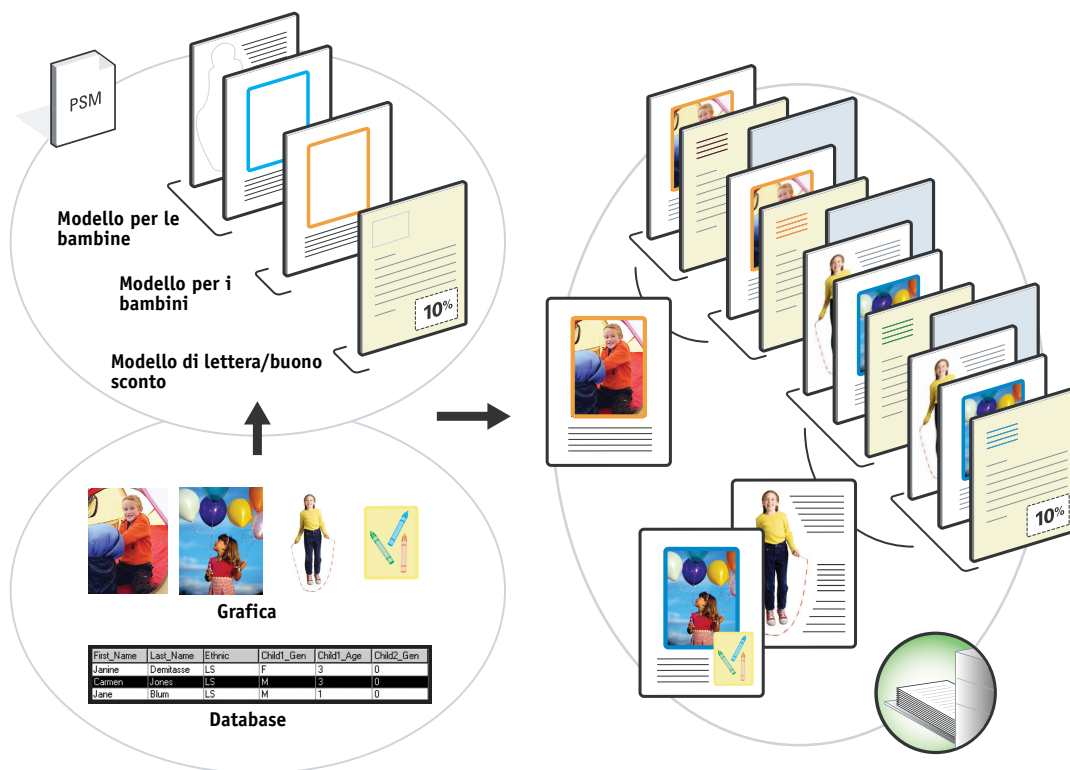 PSM
Modello per le
bambine
Modello per i
bambini
10%
Modello di lettera/buono
sconto
Grafica
First_Name Last_Name Ethnic Child1_Gen Child1_Age Child2_Gen
Janine Demitasse LS F 3 0
Carmen Jones LS M 3 0
Jane Blum LS M 1 0
Database
10%